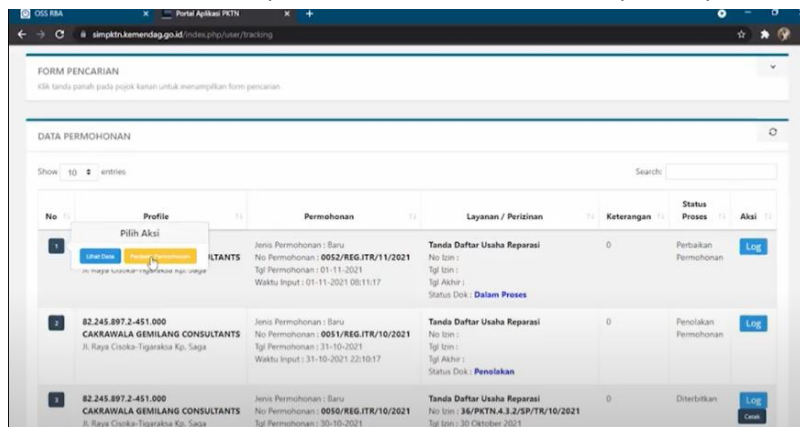 OSS RBA
Portal Aplikasi PKTN
simpktn.kemendag.go.id/index.php/user/tracking
FORM PENCARIAN
Klik tanda panah pada pojok kanan untuk menampilkan form pencarian
DATA PERMOHONAN
Show 10 entries
Search:
No Profile Permohonan Layanan / Perizinan Keterangan Status Proses Aksi
Pilih Aksi
1
Lihat Data
ULTANTS
Jl. Raya Cisoka-Tigaraksa Kp. Saga
Jenis Permohonan : Baru
No Permohonan : 0052/REG.ITR/11/2021
Tgl Permohonan : 01-11-2021
Waktu Input : 01-11-2021 08:11:17
Tanda Daftar Usaha Reparasi
No Izin :
Tgl Izin :
Tgl Akhir :
Status Dok : Dalam Proses
0
Perbaikan
Permohonan
Log
2
82.245.897.2-451.000
CAKRAWALA GEMILANG CONSULTANTS
Jl. Raya Cisoka-Tigaraksa Kp. Saga
Jenis Permohonan : Baru
No Permohonan : 0051/REG.ITR/10/2021
Tgl Permohonan : 31-10-2021
Waktu Input : 31-10-2021 22:10:17
Tanda Daftar Usaha Reparasi
No Izin :
Tgl Izin :
Tgl Akhir :
Status Dok : Penolakan
0
Penolakan
Permohonan
Log
3
82.245.897.2-451.000
CAKRAWALA GEMILANG CONSULTANTS
Jl. Raya Cisoka-Tigaraksa Kp. Saga
Jenis Permohonan : Baru
No Permohonan : 0050/REG.ITR/10/2021
Tgl Permohonan : 30-10-2021
Tanda Daftar Usaha Reparasi
No Izin : 36/PKTN.4.3.2/SP/TR/10/2021
Tgl Izin : 30 Oktober 2021
0
Diterbitkan
Log
Cetak